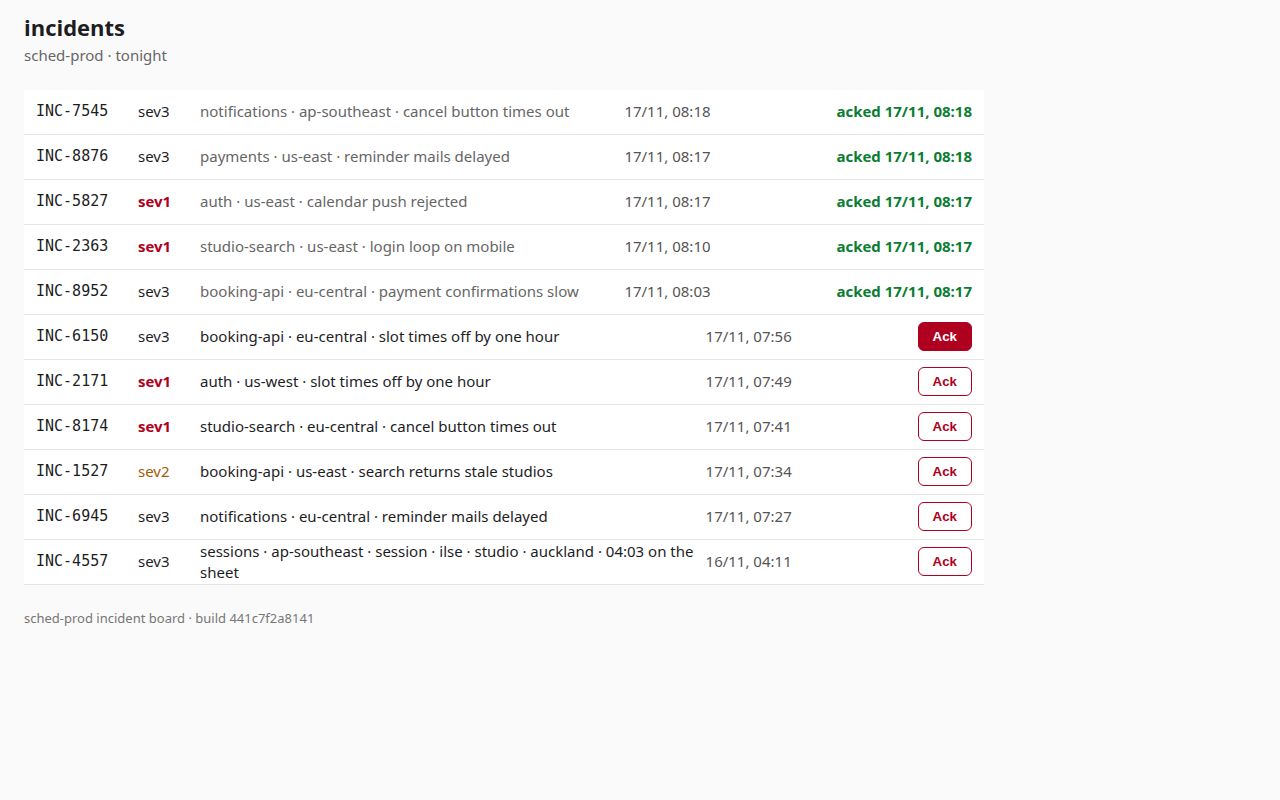 incidents
sched-prod · tonight
INC-7545 sev3 notifications · ap-southeast · cancel button times out 17/11, 08:18 acked 17/11, 08:18
INC-8876 sev3 payments · us-east · reminder mails delayed 17/11, 08:17 acked 17/11, 08:18
INC-5827 sev1 auth · us-east · calendar push rejected 17/11, 08:17 acked 17/11, 08:17
INC-2363 sev1 studio-search · us-east · login loop on mobile 17/11, 08:10 acked 17/11, 08:17
INC-8952 sev3 booking-api · eu-central · payment confirmations slow 17/11, 08:03 acked 17/11, 08:17
INC-6150 sev3 booking-api · eu-central · slot times off by one hour 17/11, 07:56 Ack
INC-2171 sev1 auth · us-west · slot times off by one hour 17/11, 07:49 Ack
INC-8174 sev1 studio-search · eu-central · cancel button times out 17/11, 07:41 Ack
INC-1527 sev2 booking-api · us-east · search returns stale studios 17/11, 07:34 Ack
INC-6945 sev3 notifications · eu-central · reminder mails delayed 17/11, 07:27 Ack
INC-4557 sev3 sessions · ap-southeast · session · ilse · studio · auckland · 04:03 on the 16/11, 04:11 Ack
sheet
sched-prod incident board · build 441c7f2a8141